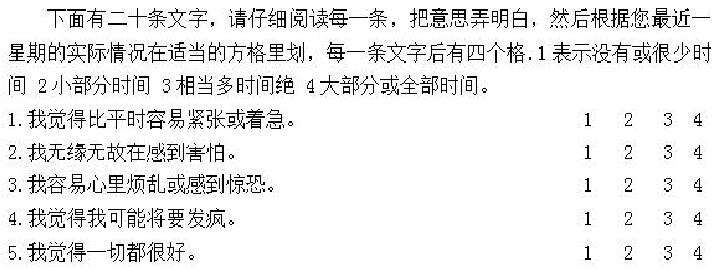 下面有二十条文字，请仔细阅读每一条，把意思弄明白，然后根据您最近一
星期的实际情况在适当的方格里划，每一条文字后有四个格.1表示没有或很少时
间 2小部分时间 3相当多时间绝 4大部分或全部时间。
1.我觉得比平时容易紧张或着急。 1 2 3 4
2.我无缘无故在感到害怕。 1 2 3 4
3.我容易心里烦乱或感到惊恐。 1 2 3 4
4.我觉得我可能将要发疯。 1 2 3 4
5.我觉得一切都很好。 1 2 3 4